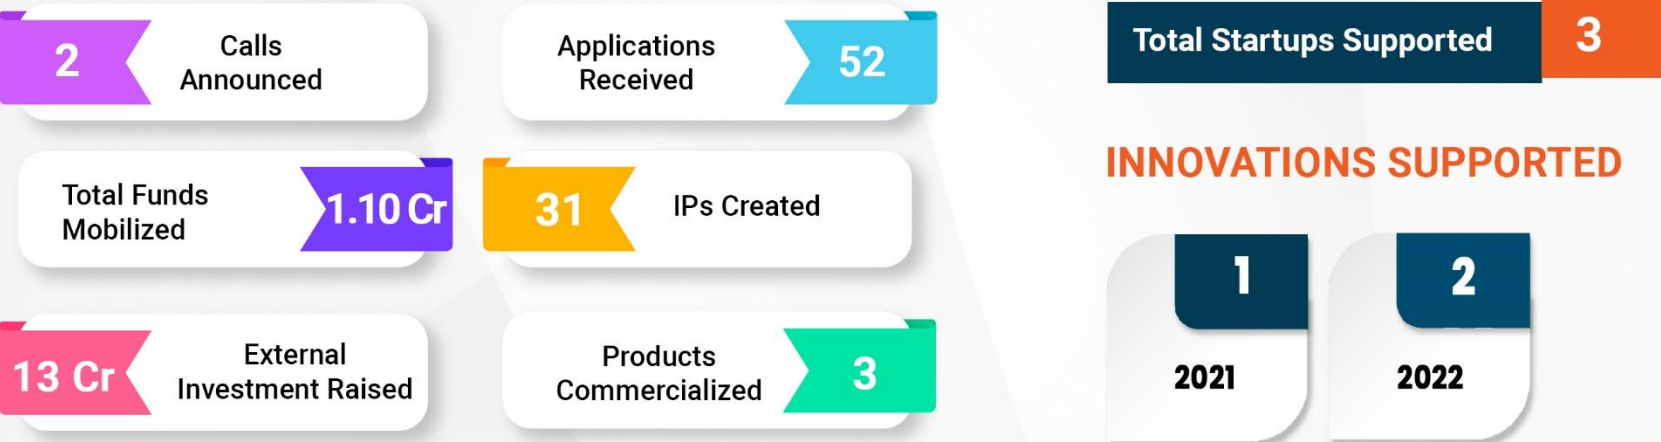 2
Calls
Announced
Applications
Received
52
Total Funds
Mobilized
1.10 Cr
31
IPs Created
13 Cr
External
Investment Raised
Products
Commercialized
3
Total Startups Supported
3
INNOVATIONS SUPPORTED
1
2021
2
2022